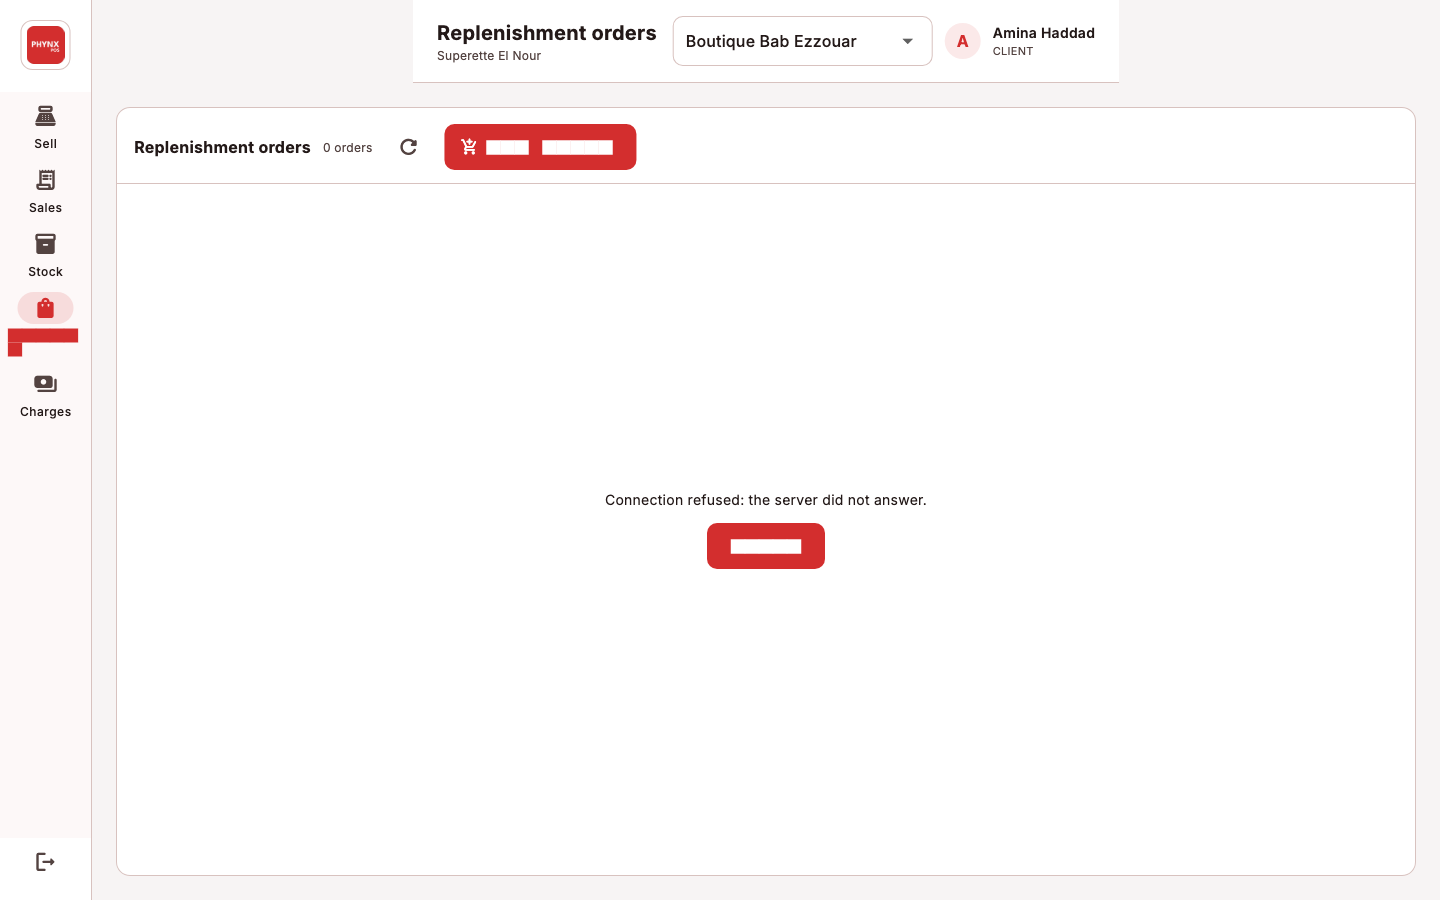 PHYNX
POS
Replenishment orders
Superette El Nour
Boutique Bab Ezzouar
A
Amina Haddad
CLIENT
Sell
Sales
Stock
Charges
Replenishment orders
0 orders
Connection refused: the server did not answer.